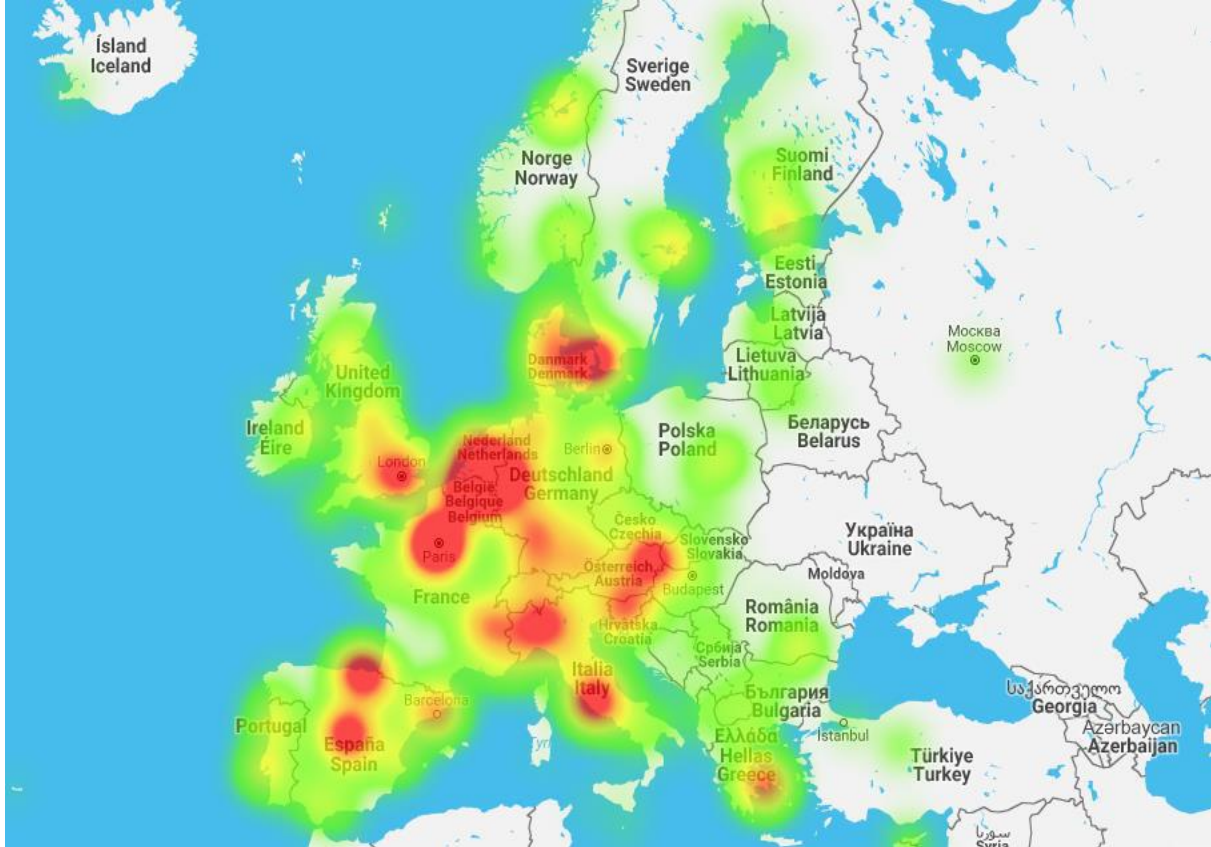 Ísland
Iceland
Sverige
Sweden
Norge
Norway
Suomi
Finland
Eesti
Estonia
Latvija
Latvia
Москва
Moscow
Danmark
Denmark
Lietuva
Lithuania
United
Kingdom
Беларусь
Belarus
Ireland
Éire
Nederland
Netherlands
Berlin
Polska
Poland
London
Deutschland
Germany
België
Belgique
Belgium
Česko
Czechia
Slovensko
Slovakia
Україна
Ukraine
Paris
Österreich
Austria
Budapest
Moldova
France
România
Romania
Hrvatska
Croatia
Србија
Serbia
Italia
Italy
Barcelona
България
Bulgaria
საქართველო
Georgia
Azərbaycan
Azerbaijan
Portugal
España
Spain
Tyr
Ελλάδα
Hellas
Greece
İstanbul
Türkiye
Turkey
سوريا
Syria